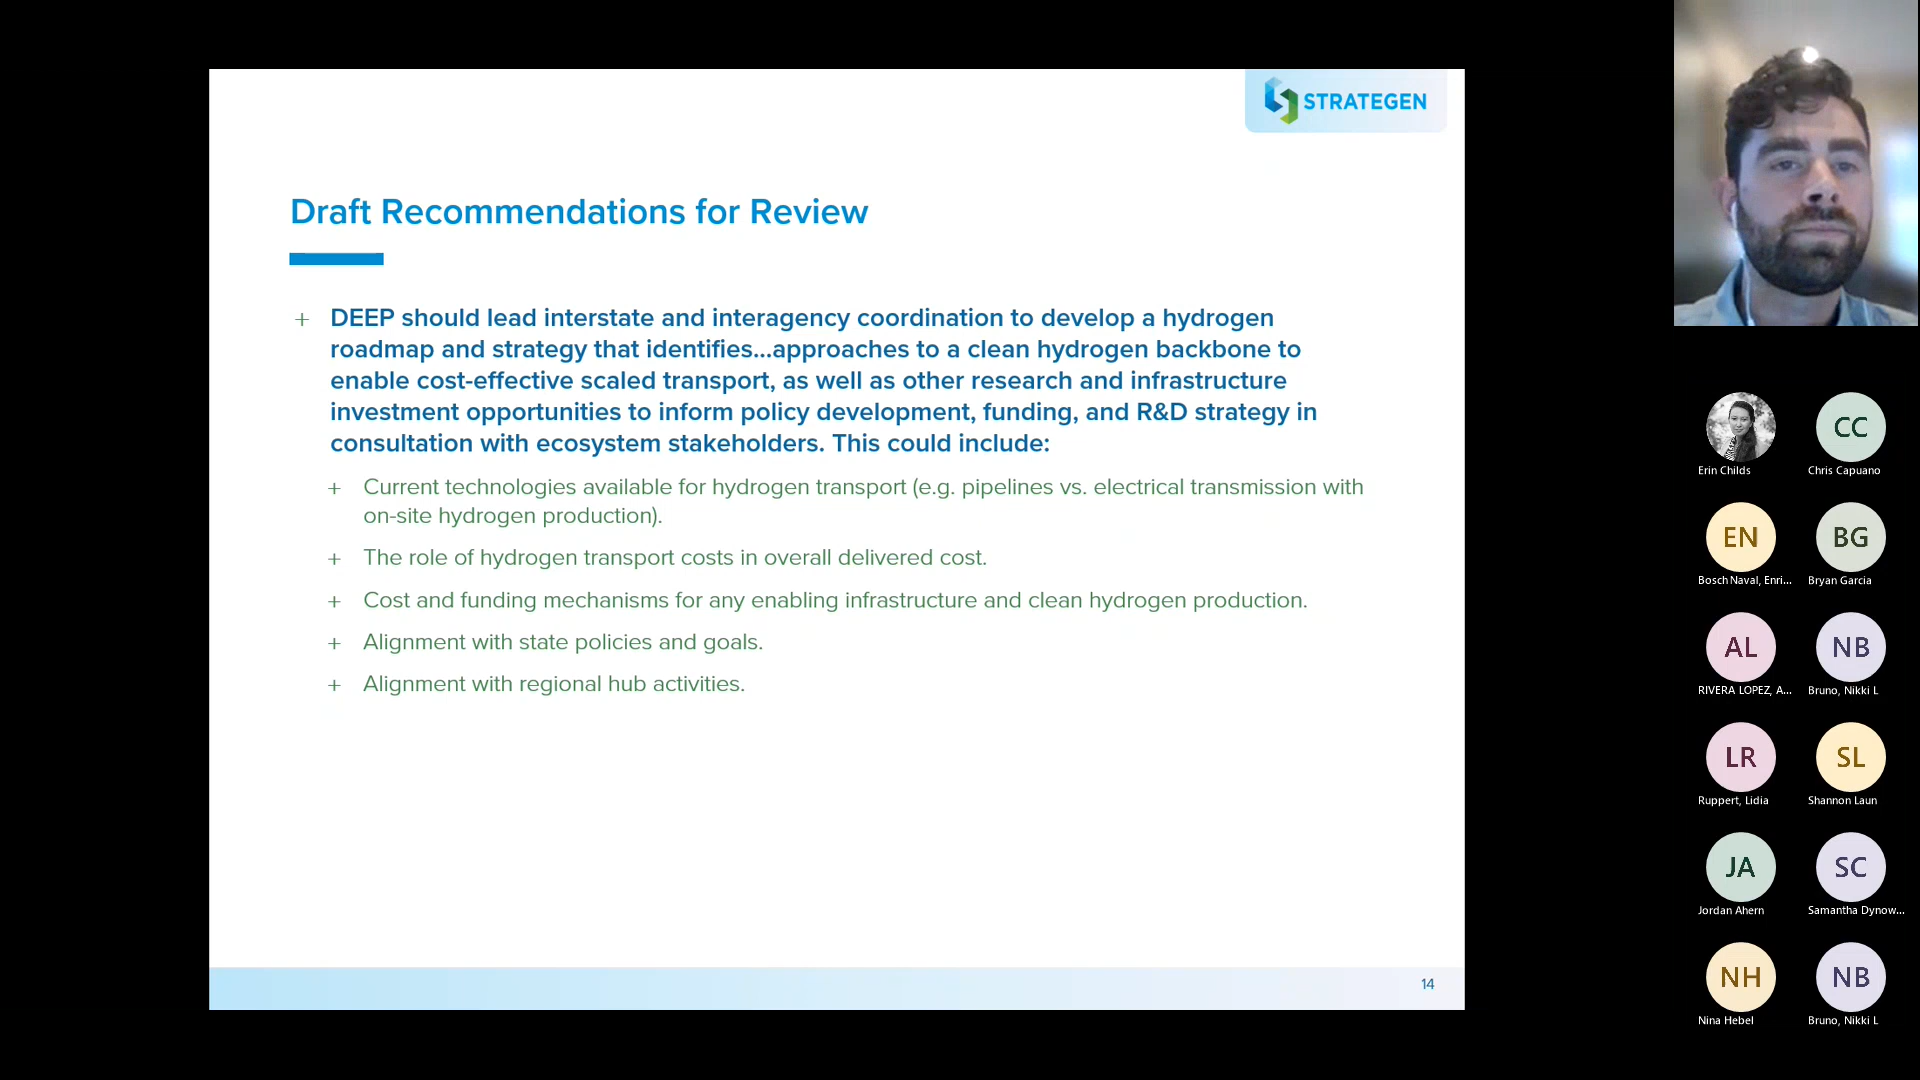 STRATEGEN
Draft Recommendations for Review
+ DEEP should lead interstate and interagency coordination to develop a hydrogen
roadmap and strategy that identifies...approaches to a clean hydrogen backbone to
enable cost-effective scaled transport, as well as other research and infrastructure
investment opportunities to inform policy development, funding, and R&D strategy in
consultation with ecosystem stakeholders. This could include:
+ Current technologies available for hydrogen transport (e.g. pipelines vs. electrical transmission with
on-site hydrogen production).
+ The role of hydrogen transport costs in overall delivered cost.
+ Cost and funding mechanisms for any enabling infrastructure and clean hydrogen production.
+ Alignment with state policies and goals.
+ Alignment with regional hub activities.
14
CC
Erin Childs
Chris Capuano
EN
BG
Bosch Naval, Enri...
Bryan Garcia
AL
NB
RIVERA LOPEZ, A...
Bruno, Nikki L
LR
SL
Ruppert, Lidia
Shannon Laun
JA
SC
Jordan Ahern
Samantha Dynow...
NH
NB
Nina Hebel
Bruno, Nikki L